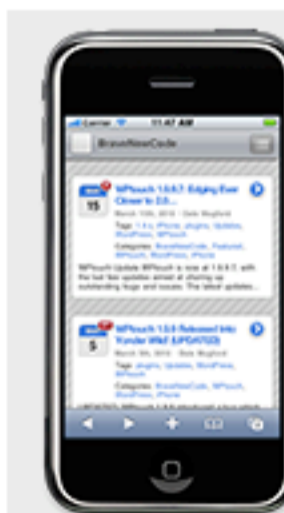 Carrier 11:47 AM
BraveNewCode
15
WPtouch 1.9.9.7: Edging Ever
Closer to 2.0...
March 15th, 2010 · Dale Mugford
Tags: 1.9.x, iPhone, plugins, Updates,
WordPress, WPtouch
Categories: BraveNewCode, Featured,
WPtouch, WordPress, iPhone
WPtouch Update WPtouch is now at 1.9.9.7, with
the last few updates aimed at sharing up
outstanding bugs and issues. The latest updates...
5
WPtouch 1.9.9 Released Into
Yonder Wild! (UPDATED)
March 5th, 2010 · Dale Mugford
Tags: plugins, Updates, WordPress,
WPtouch
Categories: BraveNewCode, WPtouch,
WordPress, iPhone